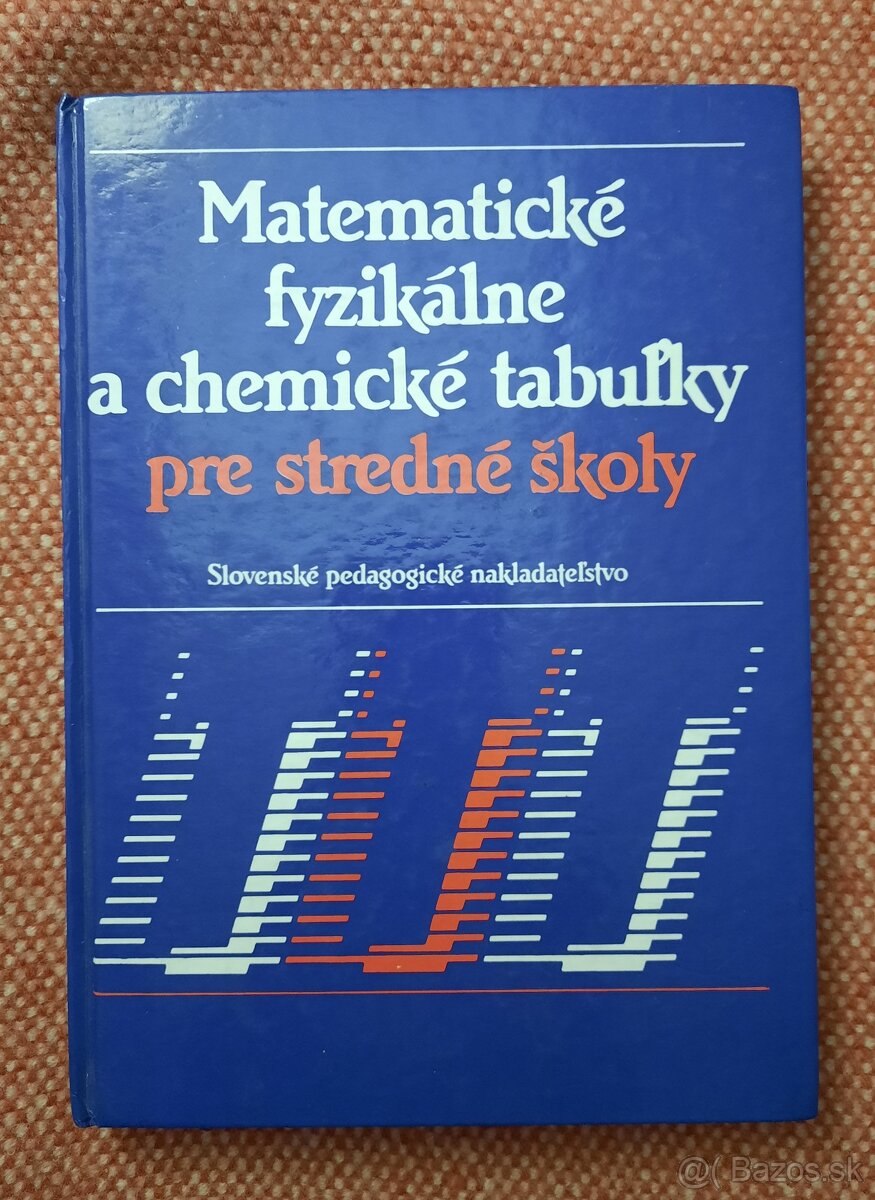 Matematické
fyzikálne
a chemické tabuľky
pre stredné školy
Slovenské pedagogické nakladateľstvo
@( Bazos.sk